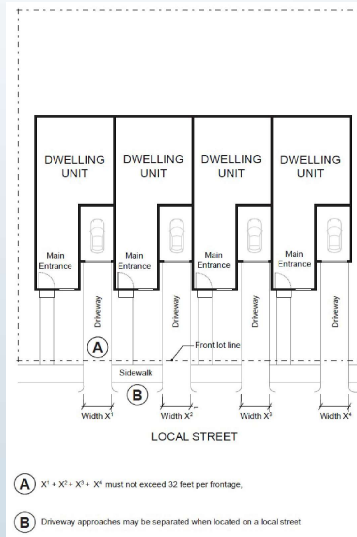 DWELLING
UNIT
DWELLING
UNIT
DWELLING
UNIT
DWELLING
UNIT
Main
Entrance
Main
Entrance
Main
Entrance
Main
Entrance
Driveway
Driveway
Driveway
Driveway
A
Front lot line
Sidewalk
B
Width X¹
Width X²
Width X³
Width X⁴
LOCAL STREET
A X¹ + X² + X³ + X⁴ must not exceed 32 feet per frontage,
B Driveway approaches may be separated when located on a local street